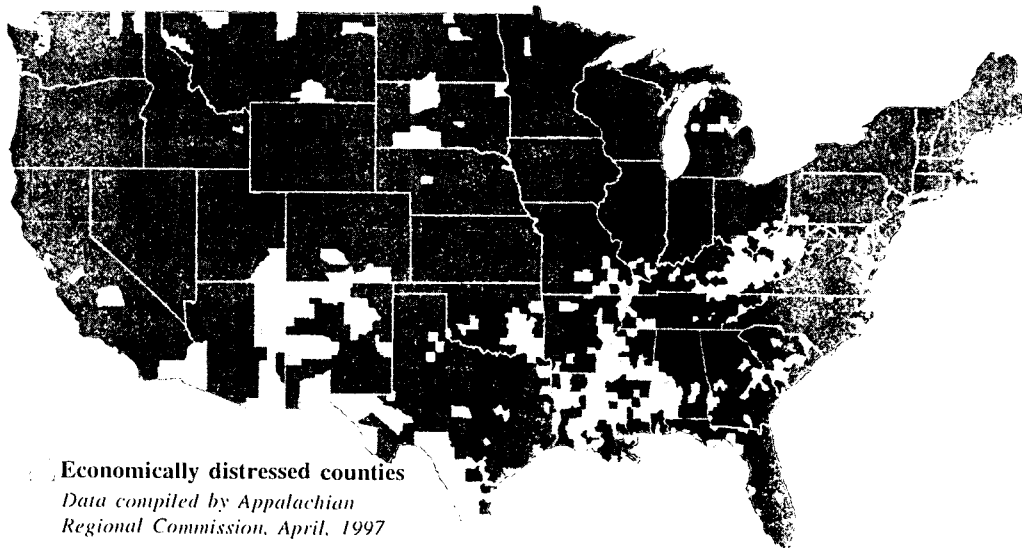 Economically distressed counties
Data compiled by Appalachian
Regional Commission, April, 1997